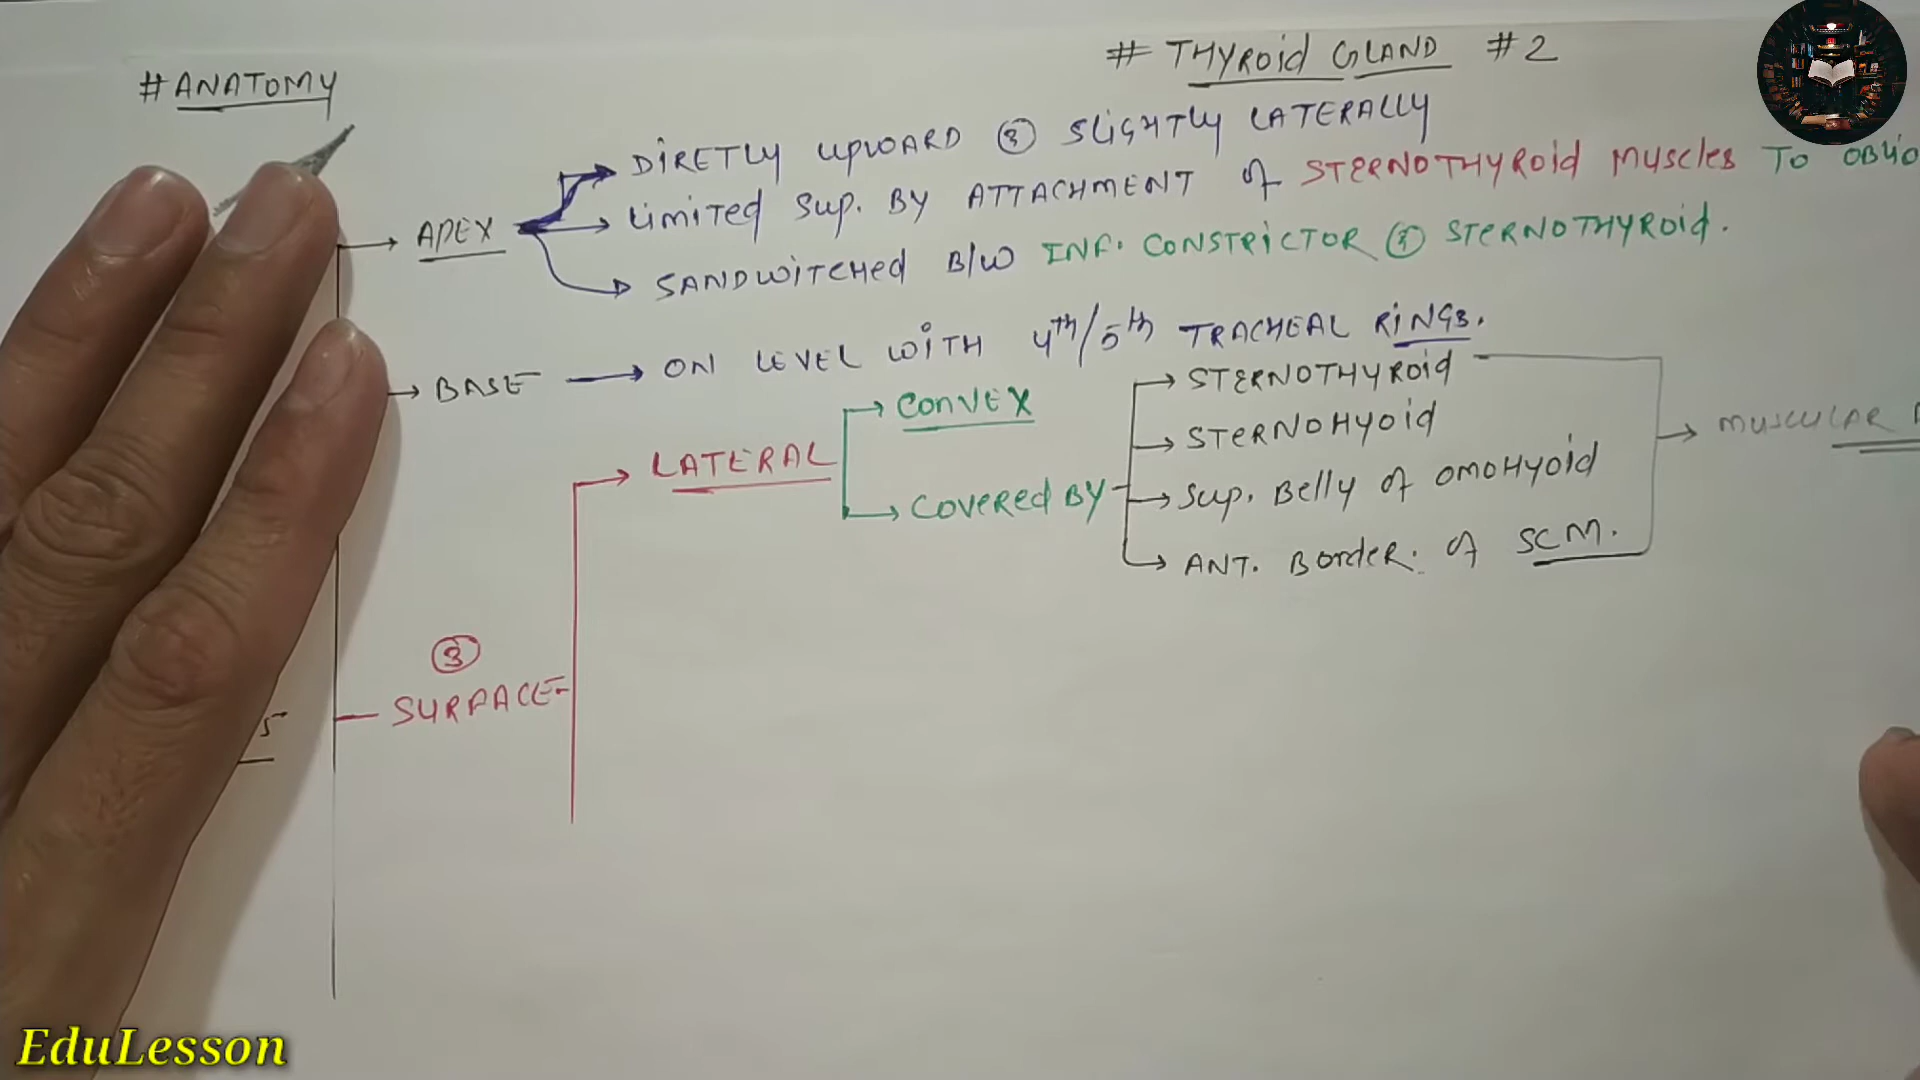 # THYROID GLAND #2
# ANATOMY
DIRETLY UPWARD & SLIGHTLY LATERALLY
APEX
LIMITED SUP. BY ATTACHMENT OF STERNOTHYROID MUSCLES TO
SANDWITCHED B/W INF. CONSTRICTOR & STERNOTHYROID.
BASE → ON LEVEL WITH 4th/5th TRACHEAL RINGS.
LATERAL
CONVEX
COVERED BY
STERNOTHYROID
STERNOHYOID
SUP. BELLY OF OMOHYOID
ANT. BORDER. OF SCM.
MUSCULAR
③
SURFACE
EduLesson